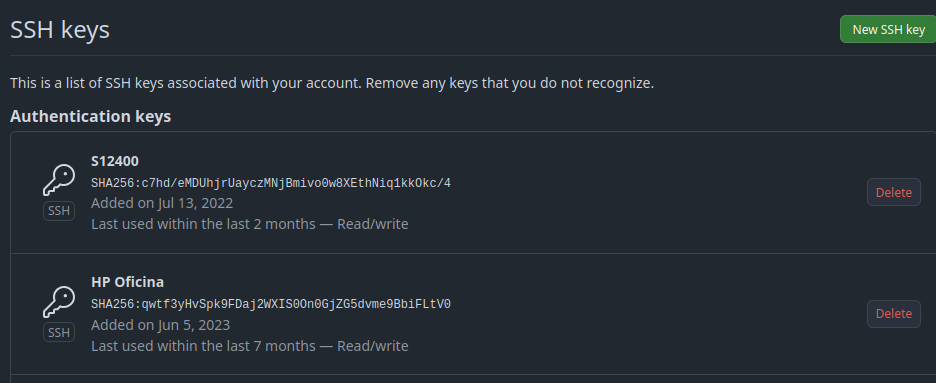 SSH keys
New SSH key
This is a list of SSH keys associated with your account. Remove any keys that you do not recognize.
Authentication keys
S12400
SHA256:c7hd/eMDUhjrUayczMNjBmivo0w8XEthNiq1kkOkc/4
SSH
Added on Jul 13, 2022
Last used within the last 2 months — Read/write
Delete
HP Oficina
SHA256:qwtf3yHvSpk9FDaj2WXIS0On0GjZG5dvme9BbiFLtV0
SSH
Added on Jun 5, 2023
Last used within the last 7 months — Read/write
Delete